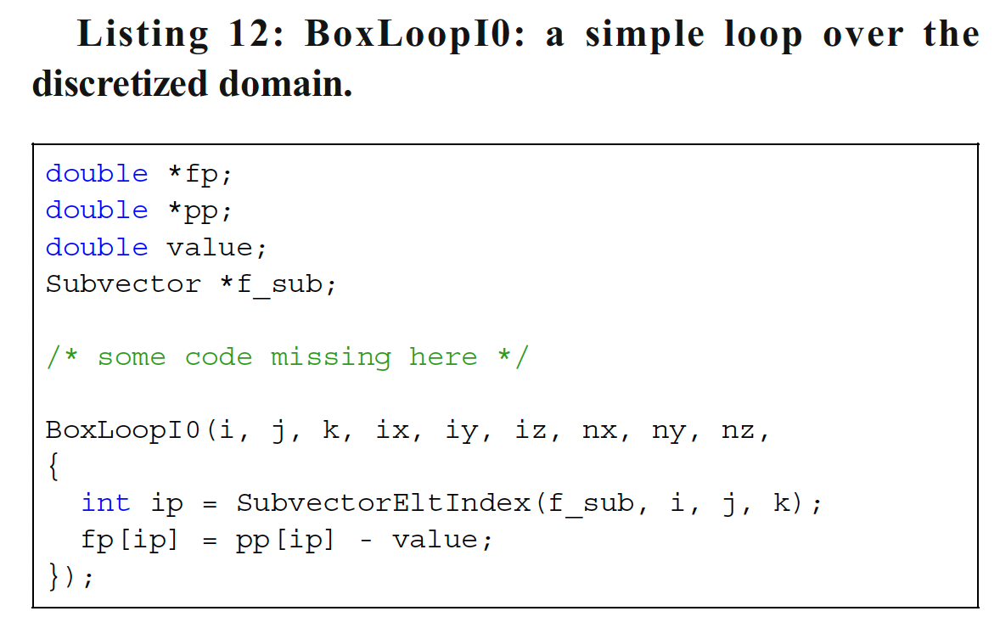 Listing 12: BoxLoopI0: a simple loop over the
discretized domain.
double *fp;
double *pp;
double value;
Subvector *f_sub;
/* some code missing here */
BoxLoopI0(i, j, k, ix, iy, iz, nx, ny, nz,
{
  int ip = SubvectorEltIndex(f_sub, i, j, k);
  fp[ip] = pp[ip] - value;
});